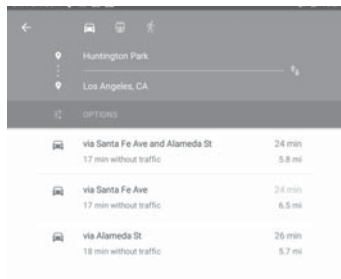 Huntington Park
Los Angeles, CA
OPTIONS
via Santa Fe Ave and Alameda St 24 min
17 min without traffic 5.8 mi
via Santa Fe Ave 24 min
17 min without traffic 6.5 mi
via Alameda St 26 min
18 min without traffic 5.7 mi